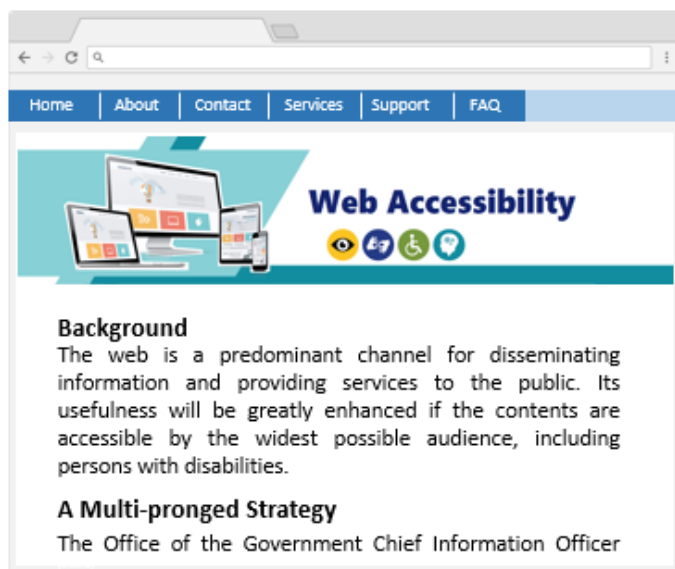 Home About Contact Services Support FAQ
Web Accessibility
Background
The web is a predominant channel for disseminating
information and providing services to the public. Its
usefulness will be greatly enhanced if the contents are
accessible by the widest possible audience, including
persons with disabilities.
A Multi-pronged Strategy
The Office of the Government Chief Information Officer